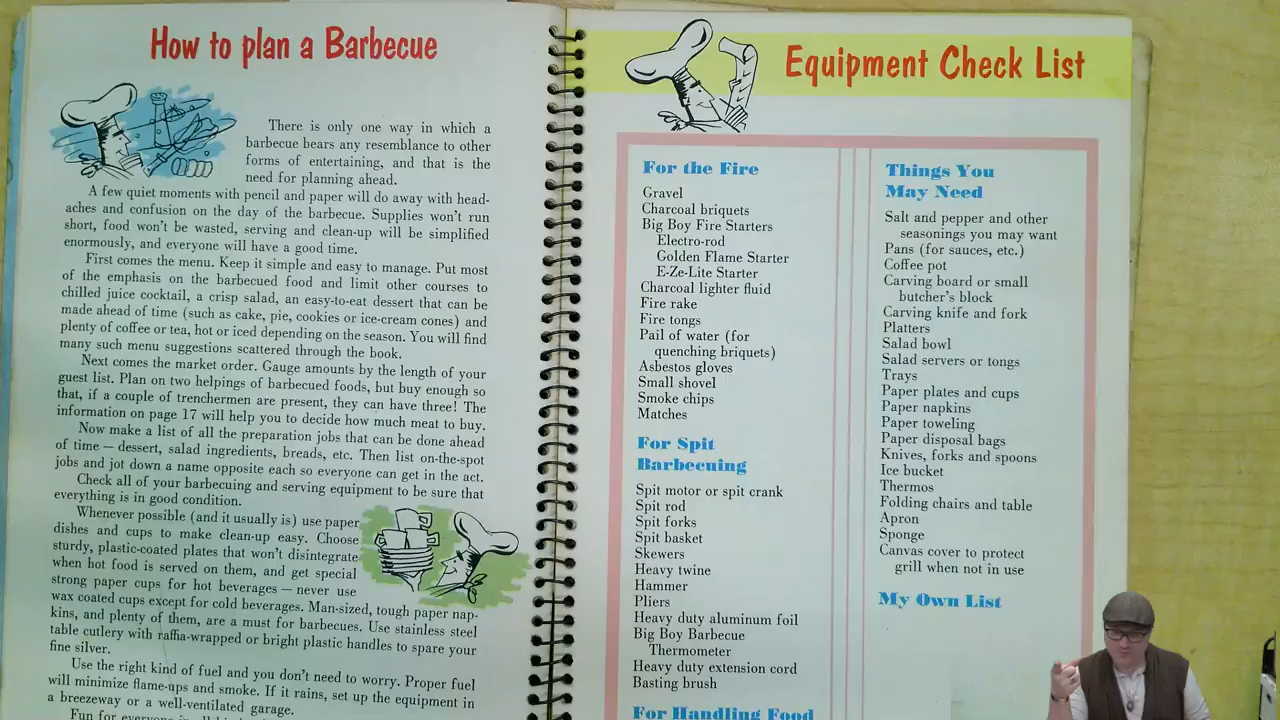 How to plan a Barbecue
There is only one way in which a
barbecue bears any resemblance to other
forms of entertaining, and that is the
need for planning ahead.
A few quiet moments with pencil and paper will do away with head-
aches and confusion on the day of the barbecue. Supplies won't run
short, food won't be wasted, serving and clean-up will be simplified
enormously, and everyone will have a good time.
First comes the menu. Keep it simple and easy to manage. Put most
of the emphasis on the barbecued food and limit other courses to
chilled juice cocktail, a crisp salad, an easy-to-eat dessert that can be
made ahead of time (such as cake, pie, cookies or ice-cream cones) and
plenty of coffee or tea, hot or iced depending on the season. You will find
many such menu suggestions scattered through the book.
Next comes the market order. Gauge amounts by the length of your
guest list. Plan on two helpings of barbecued foods, but buy enough so
that, if a couple of trenchermen are present, they can have three! The
information on page 17 will help you to decide how much meat to buy.
Now make a list of all the preparation jobs that can be done ahead
of time — dessert, salad ingredients, breads, etc. Then list on-the-spot
jobs and jot down a name opposite each so everyone can get in the act.
Check all of your barbecuing and serving equipment to be sure that
everything is in good condition.
Whenever possible (and it usually is) use paper
dishes and cups to make clean-up easy. Choose
sturdy, plastic-coated plates that won't disintegrate
when hot food is served on them, and get special
strong paper cups for hot beverages — never use
wax coated cups except for cold beverages. Man-sized, tough paper nap-
kins, and plenty of them, are a must for barbecues. Use stainless steel
table cutlery with raffia-wrapped or bright plastic handles to spare your
fine silver.
Use the right kind of fuel and you don't need to worry. Proper fuel
will minimize flame-ups and smoke. If it rains, set up the equipment in
a breezeway or a well-ventilated garage.
Fun for everyone
Equipment Check List
For the Fire
Gravel
Charcoal briquets
Big Boy Fire Starters
Electro-rod
Golden Flame Starter
E-Ze-Lite Starter
Charcoal lighter fluid
Fire rake
Fire tongs
Pail of water (for
quenching briquets)
Asbestos gloves
Small shovel
Smoke chips
Matches
For Spit
Barbecuing
Spit motor or spit crank
Spit rod
Spit forks
Spit basket
Skewers
Heavy twine
Hammer
Pliers
Heavy duty aluminum foil
Big Boy Barbecue
Thermometer
Heavy duty extension cord
Basting brush
For Handling Food
Things You
May Need
Salt and pepper and other
seasonings you may want
Pans (for sauces, etc.)
Coffee pot
Carving board or small
butcher's block
Carving knife and fork
Platters
Salad bowl
Salad servers or tongs
Trays
Paper plates and cups
Paper napkins
Paper toweling
Paper disposal bags
Knives, forks and spoons
Ice bucket
Thermos
Folding chairs and table
Apron
Sponge
Canvas cover to protect
grill when not in use
My Own List